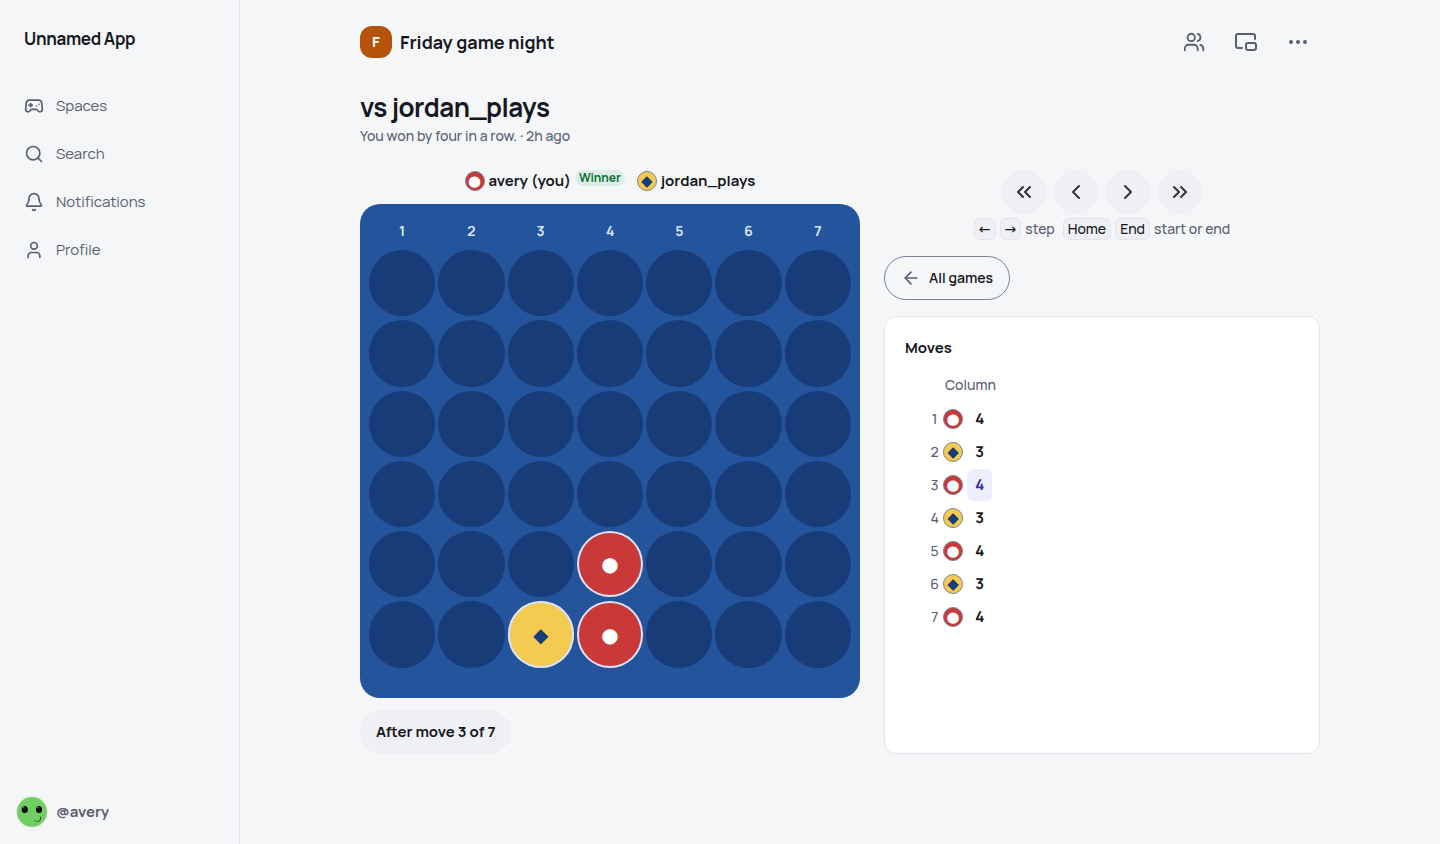 Unnamed App
Spaces
Search
Notifications
Profile
@avery
F Friday game night
vs jordan_plays
You won by four in a row. · 2h ago
avery (you) Winner jordan_plays
1 2 3 4 5 6 7
After move 3 of 7
← → step Home End start or end
All games
Moves
Column
1 4
2 3
3 4
4 3
5 4
6 3
7 4